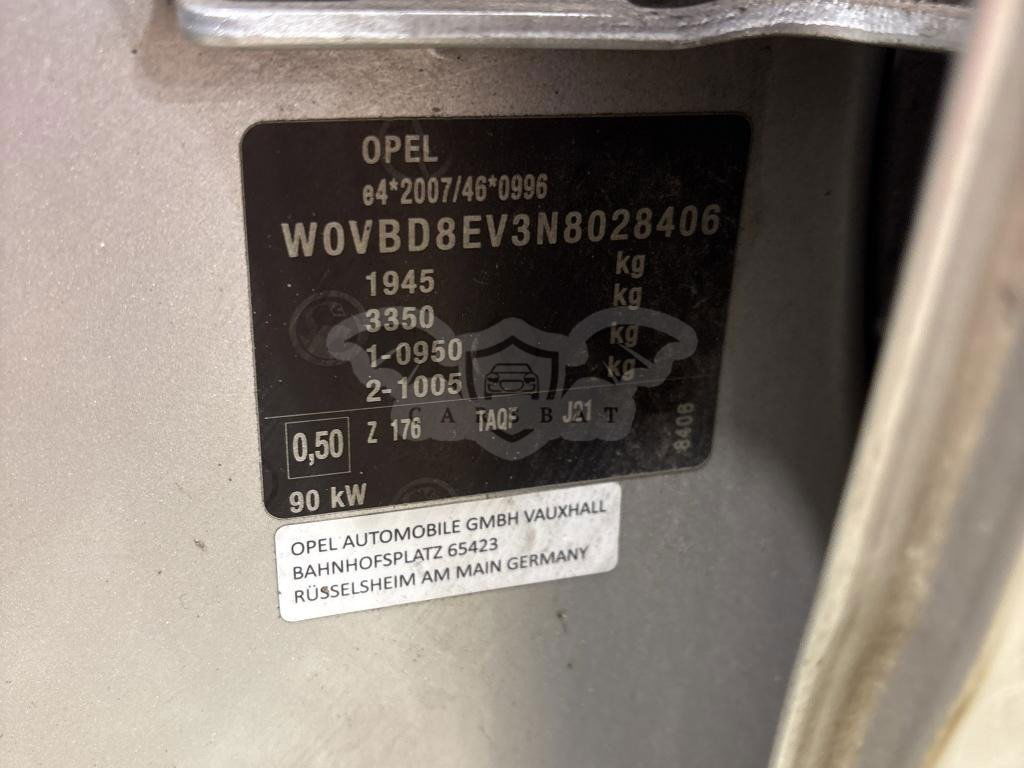 OPEL
e4*2007/46*0996
W0VBD8EV3N8028406
1945 kg
3350 kg
1-0950 kg
2-1005 kg
0,50 Z 176 TAQF J21
8408
90 kW
OPEL AUTOMOBILE GMBH VAUXHALL
BAHNHOFSPLATZ 65423
RÜSSELSHEIM AM MAIN GERMANY